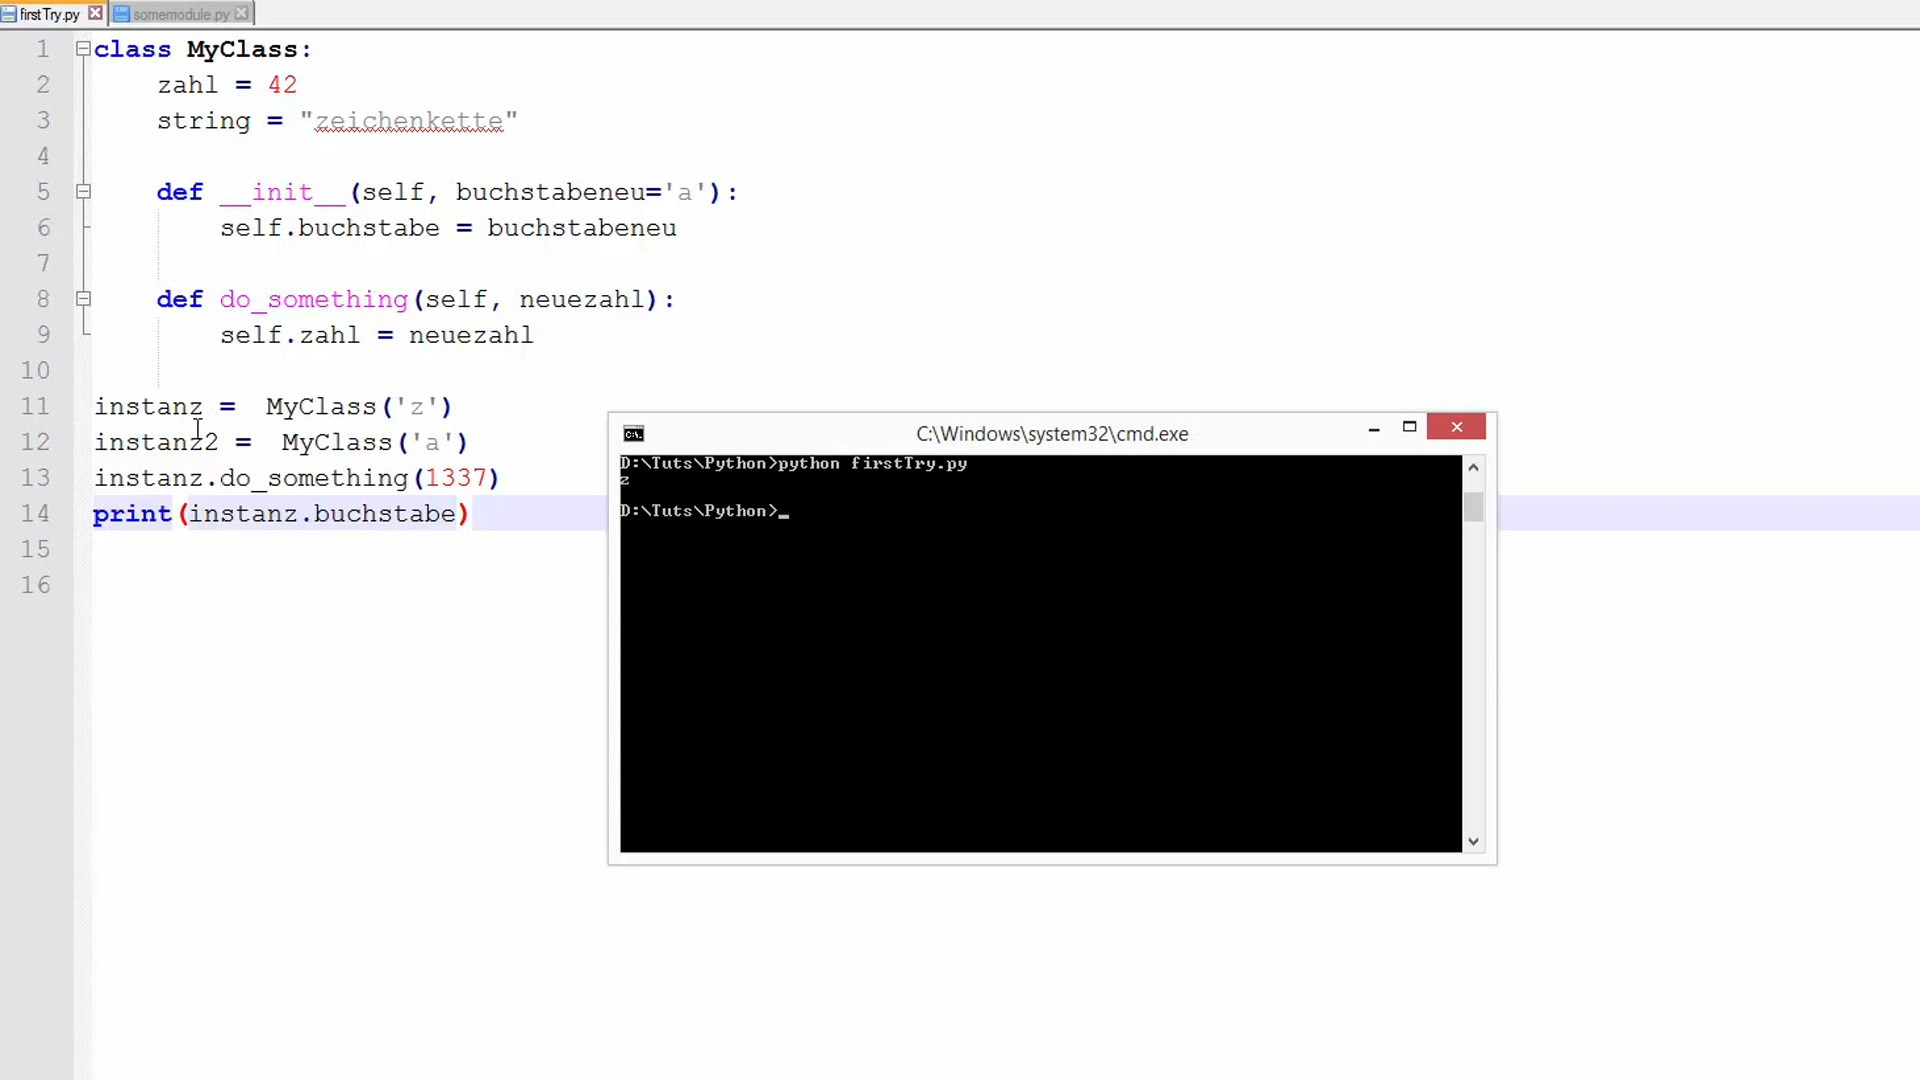 firstTry.py somemodule.py
1 class MyClass:
2 zahl = 42
3 string = "zeichenkette"
4
5 def __init__(self, buchstabeneu='a'):
6 self.buchstabe = buchstabeneu
7
8 def do_something(self, neuezahl):
9 self.zahl = neuezahl
10
11 instanz =  MyClass('z')
12 instanz2 =  MyClass('a')
13 instanz.do_something(1337)
14 print(instanz.buchstabe)
15
16
C:\Windows\system32\cmd.exe
D:\Tuts\Python>python firstTry.py
z
D:\Tuts\Python>_